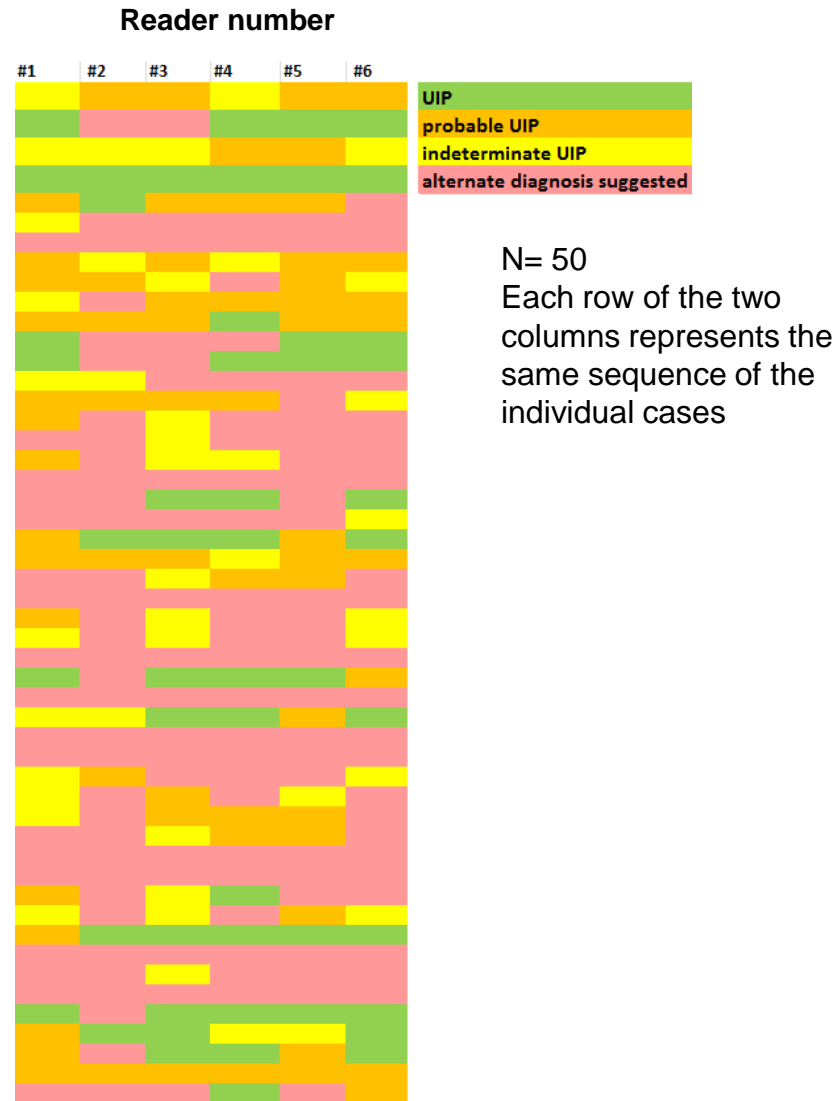 Reader number
#1 #2 #3 #4 #5 #6
UIP
probable UIP
indeterminate UIP
alternate diagnosis suggested
N= 50
Each row of the two
columns represents the
same sequence of the
individual cases